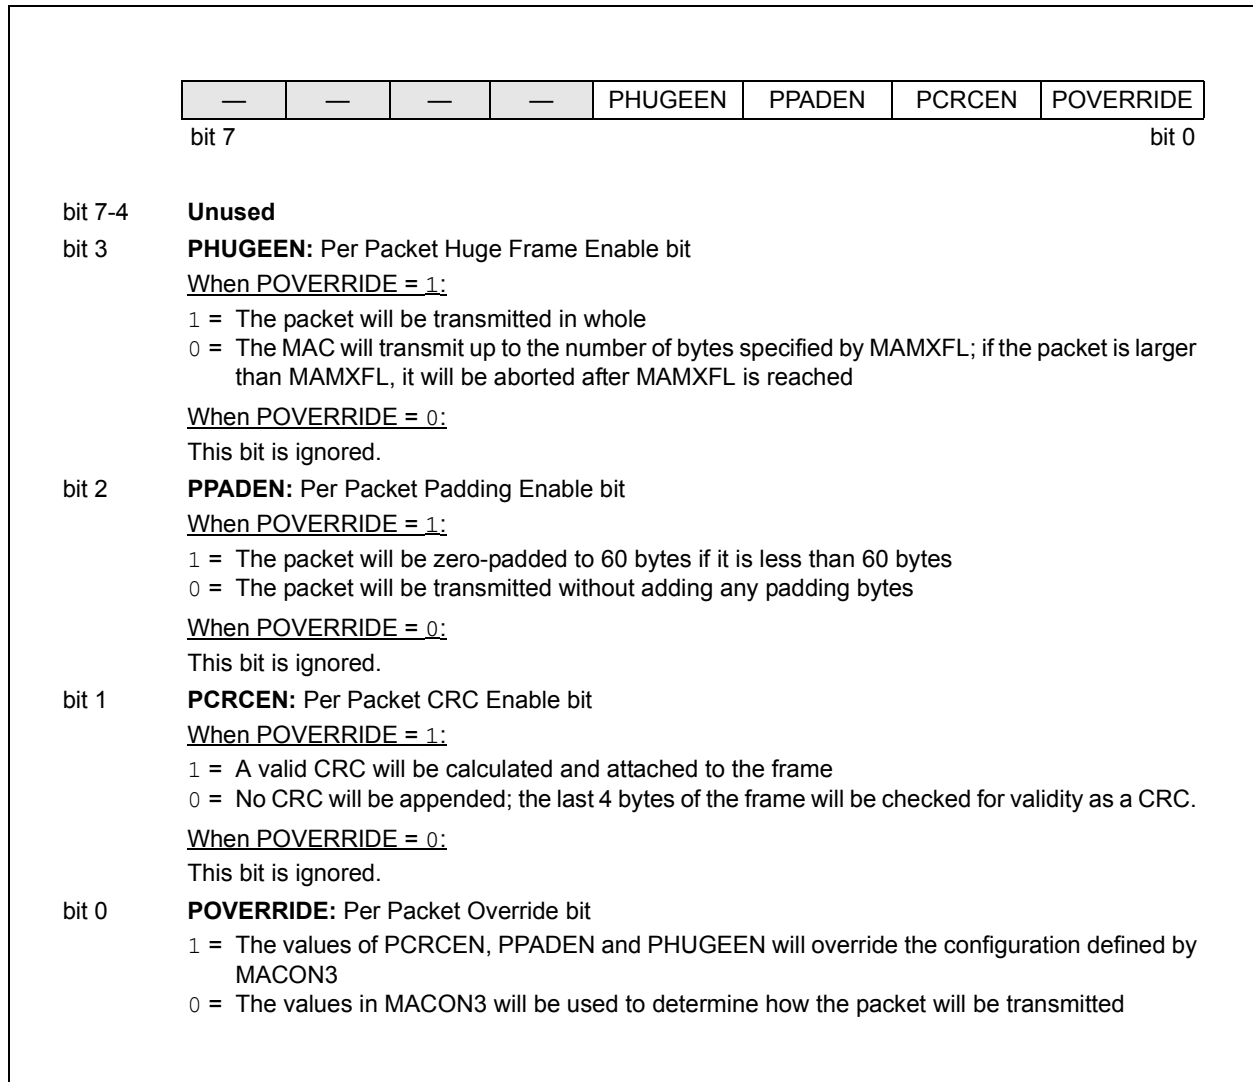 — — — — PHUGEEN PPADEN PCRCEN POVERRIDE
bit 7 bit 0
bit 7-4 Unused
bit 3 PHUGEEN: Per Packet Huge Frame Enable bit
When POVERRIDE = 1:
1 = The packet will be transmitted in whole
0 = The MAC will transmit up to the number of bytes specified by MAMXFL; if the packet is larger
than MAMXFL, it will be aborted after MAMXFL is reached
When POVERRIDE = 0:
This bit is ignored.
bit 2 PPADEN: Per Packet Padding Enable bit
When POVERRIDE = 1:
1 = The packet will be zero-padded to 60 bytes if it is less than 60 bytes
0 = The packet will be transmitted without adding any padding bytes
When POVERRIDE = 0:
This bit is ignored.
bit 1 PCRCEN: Per Packet CRC Enable bit
When POVERRIDE = 1:
1 = A valid CRC will be calculated and attached to the frame
0 = No CRC will be appended; the last 4 bytes of the frame will be checked for validity as a CRC.
When POVERRIDE = 0:
This bit is ignored.
bit 0 POVERRIDE: Per Packet Override bit
1 = The values of PCRCEN, PPADEN and PHUGEEN will override the configuration defined by
MACON3
0 = The values in MACON3 will be used to determine how the packet will be transmitted